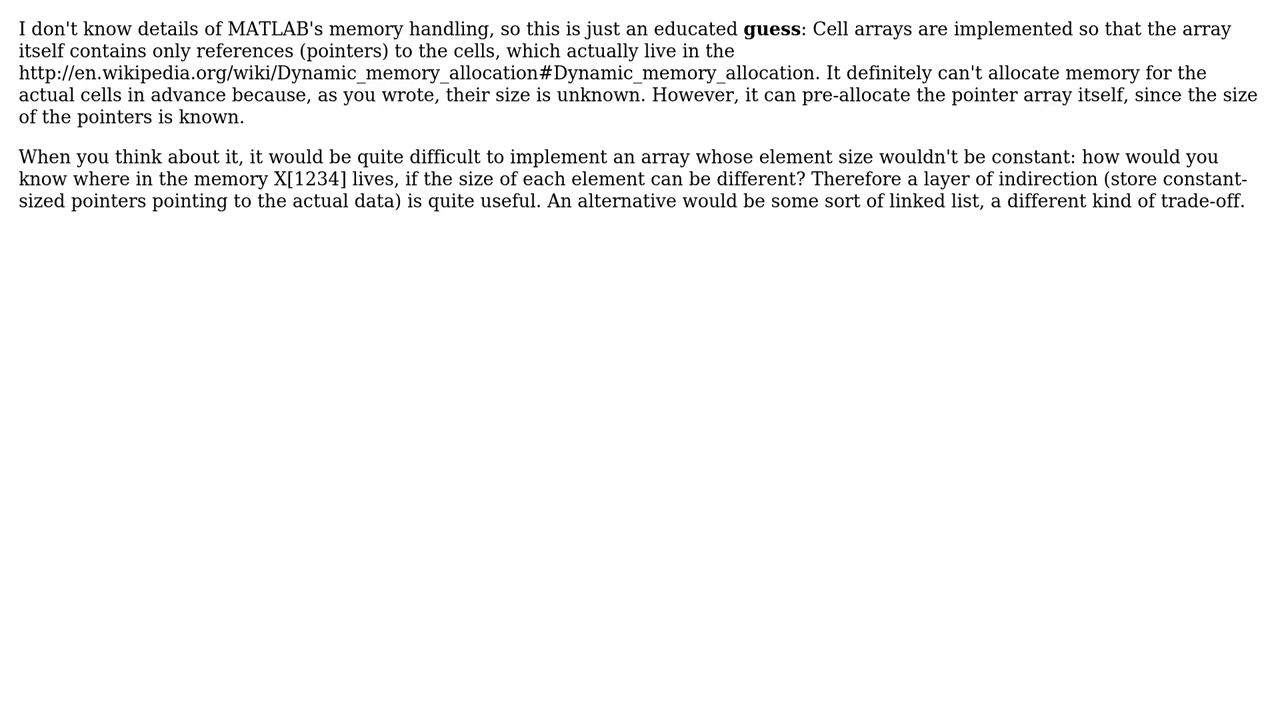 I don't know details of MATLAB's memory handling, so this is just an educated guess: Cell arrays are implemented so that the array
itself contains only references (pointers) to the cells, which actually live in the
http://en.wikipedia.org/wiki/Dynamic_memory_allocation#Dynamic_memory_allocation. It definitely can't allocate memory for the
actual cells in advance because, as you wrote, their size is unknown. However, it can pre-allocate the pointer array itself, since the size
of the pointers is known.
When you think about it, it would be quite difficult to implement an array whose element size wouldn't be constant: how would you
know where in the memory X[1234] lives, if the size of each element can be different? Therefore a layer of indirection (store constant-
sized pointers pointing to the actual data) is quite useful. An alternative would be some sort of linked list, a different kind of trade-off.